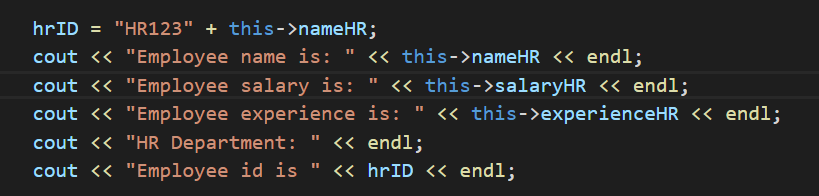 hrID = "HR123" + this->nameHR;
cout << "Employee name is: " << this->nameHR << endl;
cout << "Employee salary is: " << this->salaryHR << endl;
cout << "Employee experience is: " << this->experienceHR << endl;
cout << "HR Department: " << endl;
cout << "Employee id is " << hrID << endl;